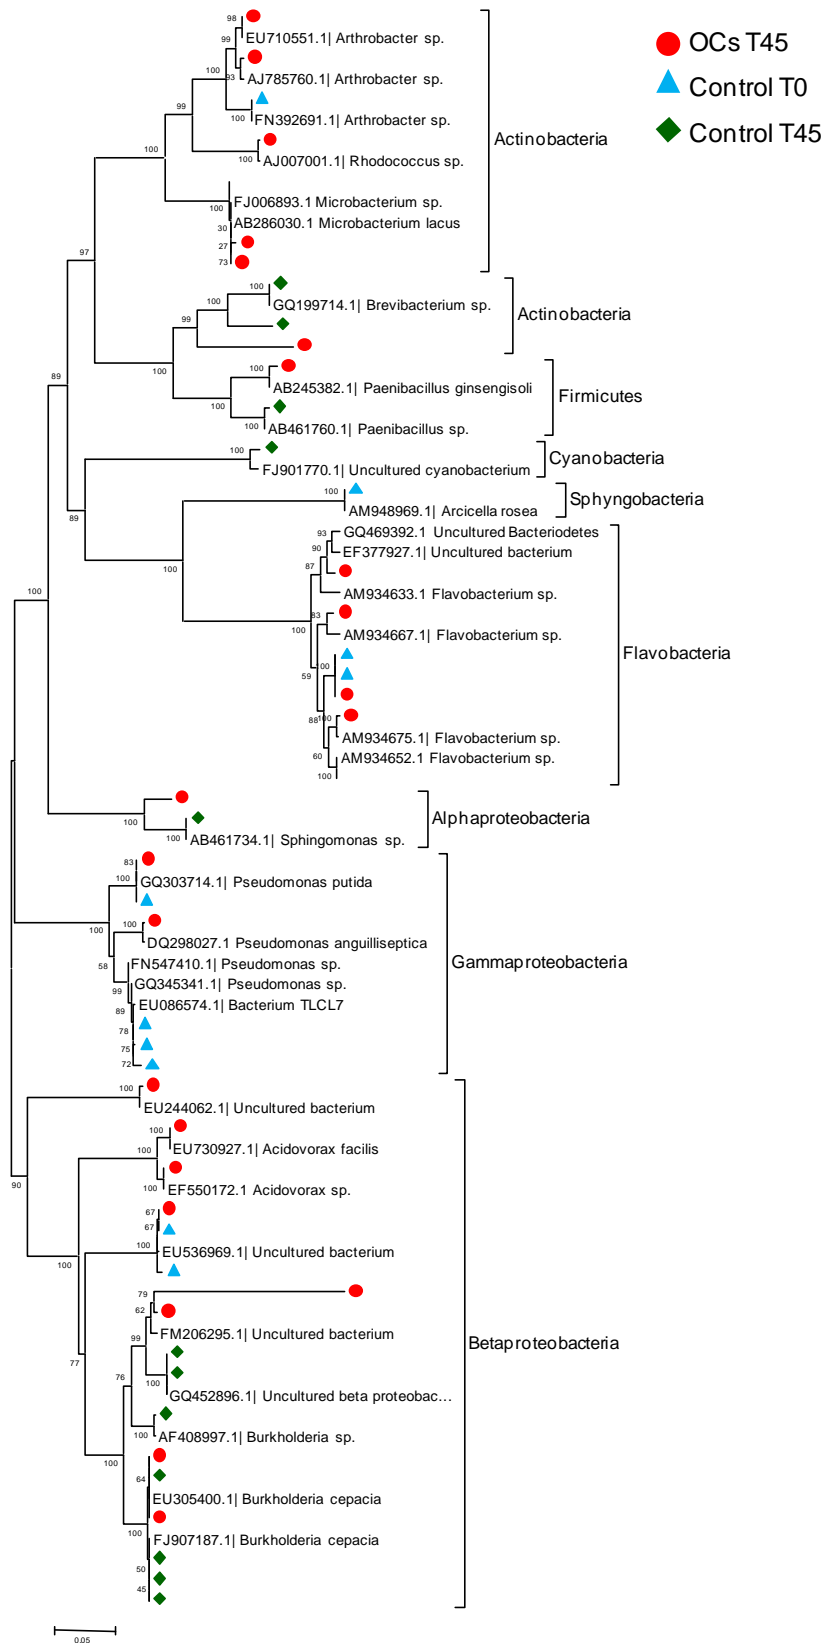 98
OCs T45
99
EU710551.1| Arthrobacter sp.
100
93
AJ785760.1| Arthrobacter sp.
Control T0
99
100
FN392691.1| Arthrobacter sp.
Control T45
Actinobacteria
100
100
AJ007001.1| Rhodococcus sp.
100
FJ006893.1 Microbacterium sp.
30
AB286030.1 Microbacterium lacus
27
73
97
100
100
GQ199714.1| Brevibacterium sp.
99
Actinobacteria
100
100
AB245382.1| Paenibacillus ginsengisoli
Firmicutes
100
100
AB461760.1| Paenibacillus sp.
89
100
Cyanobacteria
FJ901770.1| Uncultured cyanobacterium
89
100
Sphyngobacteria
AM948969.1| Arcicella rosea
93
GQ469392.1 Uncultured Bacteriodetes
90
EF377927.1| Uncultured bacterium
87
100
AM934633.1 Flavobacterium sp.
100
83
100
AM934667.1| Flavobacterium sp.
Flavobacteria
100
59
88
100
AM934675.1| Flavobacterium sp.
60
AM934652.1 Flavobacterium sp.
100
100
Alphaproteobacteria
AB461734.1| Sphingomonas sp.
83
100
GQ303714.1| Pseudomonas putida
100
100
DQ298027.1 Pseudomonas anguilliseptica
58
FN547410.1| Pseudomonas sp.
Gammaproteobacteria
99
GQ345341.1| Pseudomonas sp.
89
EU086574.1| Bacterium TLCL7
78
75
72
100
EU244062.1| Uncultured bacterium
90
100
EU730927.1| Acidovorax facilis
100
100
EF550172.1 Acidovorax sp.
67
67
100
EU536969.1| Uncultured bacterium
100
79
62
FM206295.1| Uncultured bacterium
Betaproteobacteria
99
77
76
100
GQ452896.1| Uncultured beta proteobac...
100
AF408997.1| Burkholderia sp.
100
64
EU305400.1| Burkholderia cepacia
100
FJ907187.1| Burkholderia cepacia
50
45
0.05